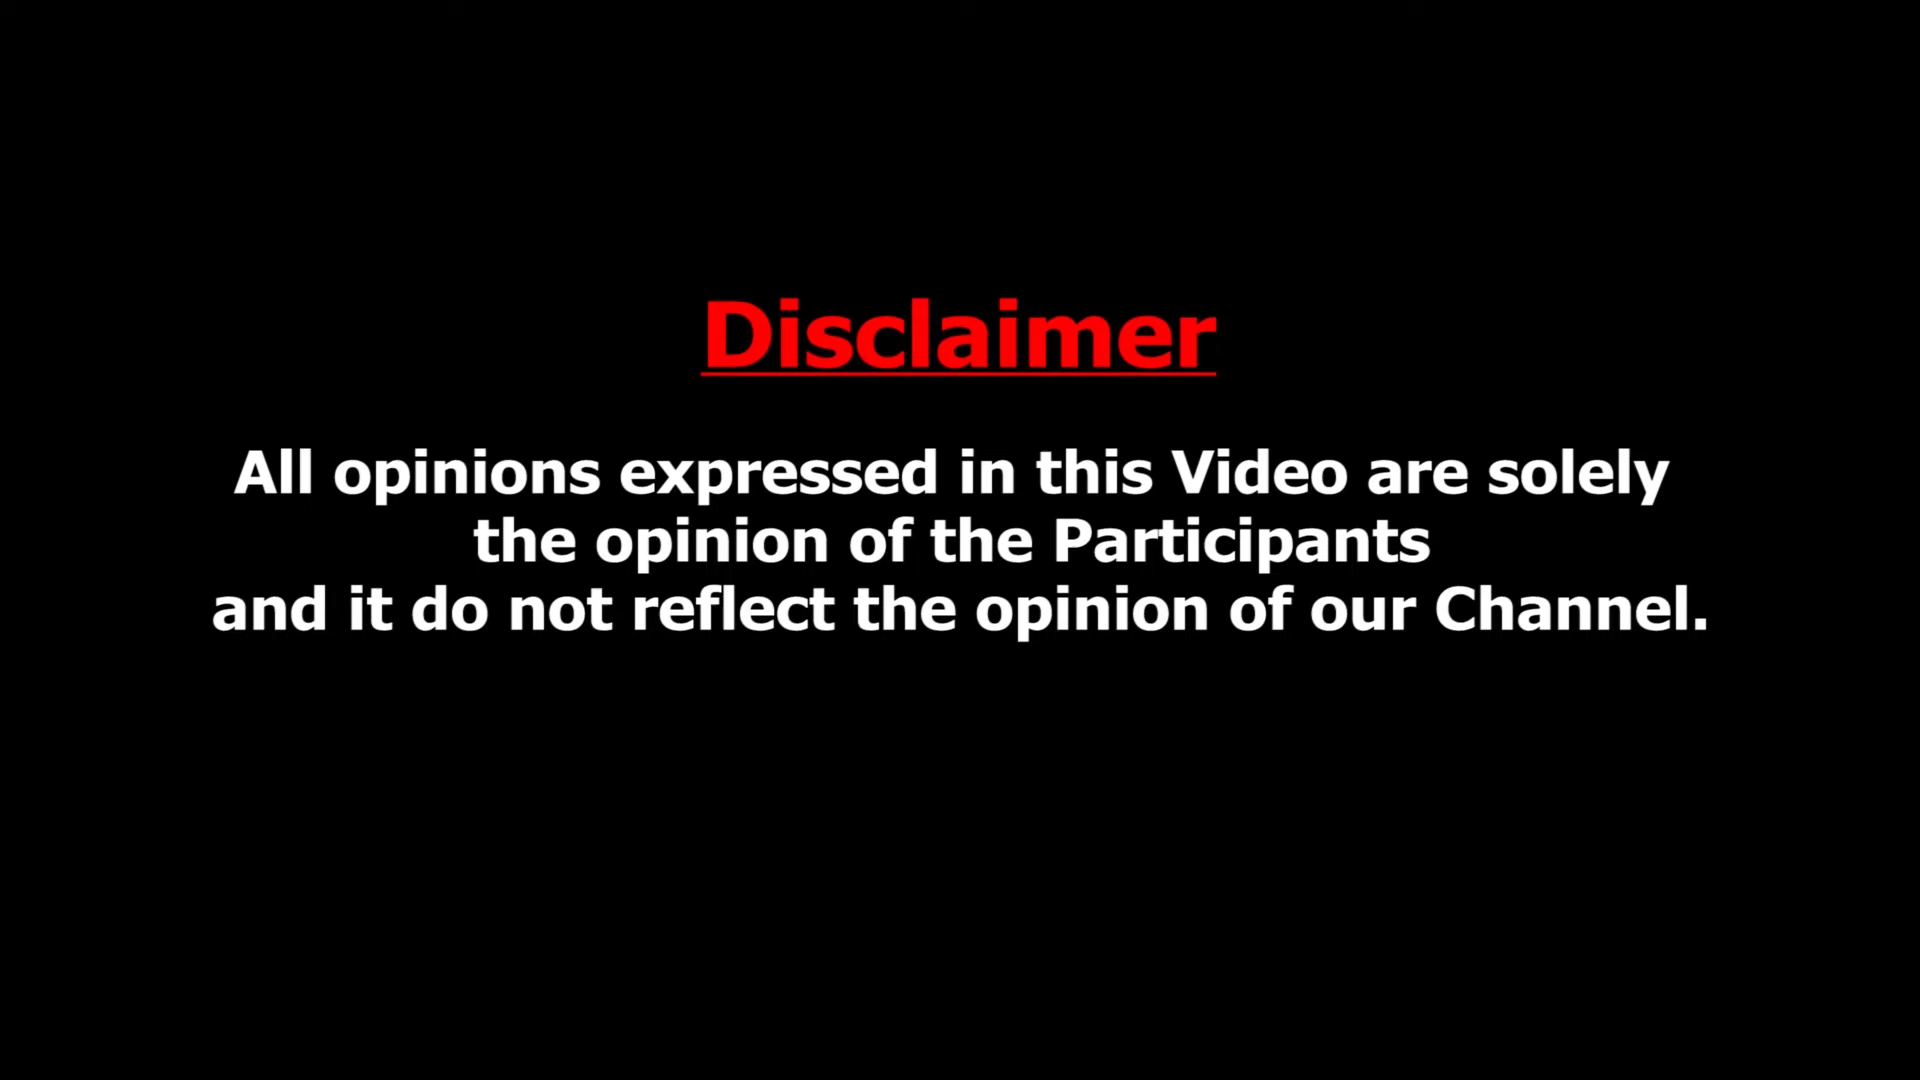 Disclaimer
All opinions expressed in this Video are solely
the opinion of the Participants
and it do not reflect the opinion of our Channel.